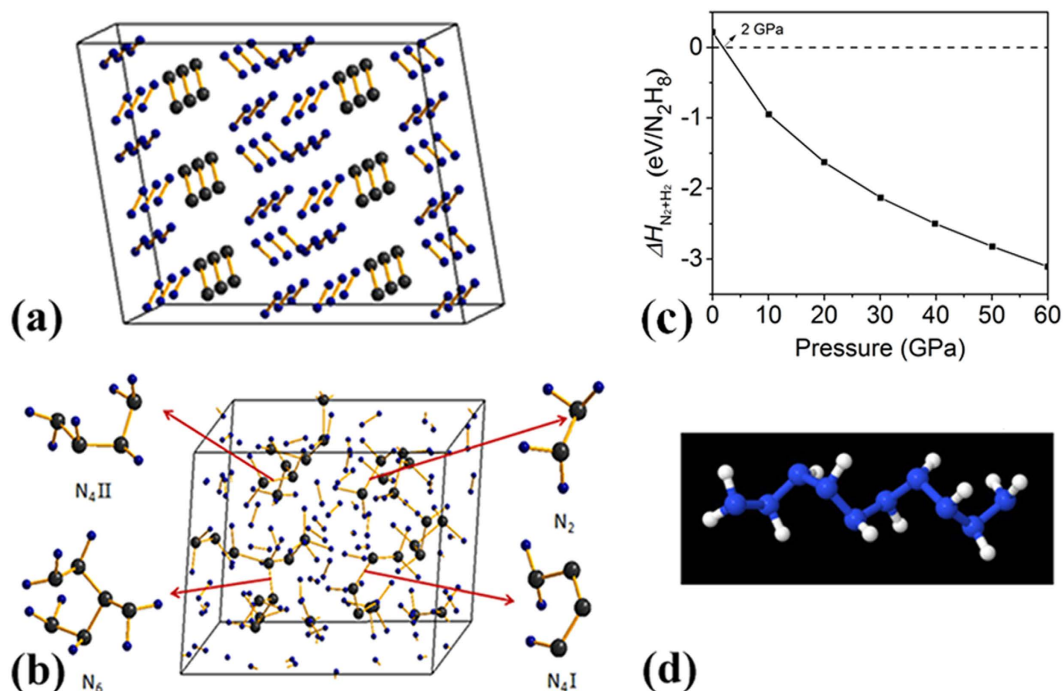 (a)
(c)
ΔH_{N₂+H₂} (eV/N₂H₈)
0
-1
-2
-3
2 GPa
0 10 20 30 40 50 60
Pressure (GPa)
(b)
N₄II
N₂
N₆
N₄I
(d)